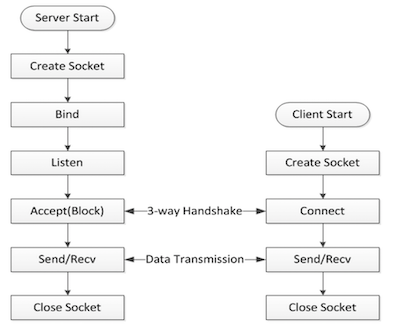 Server Start
Create Socket
Bind
Client Start
Listen
Create Socket
Accept(Block)
3-way Handshake
Connect
Send/Recv
Data Transmission
Send/Recv
Close Socket
Close Socket